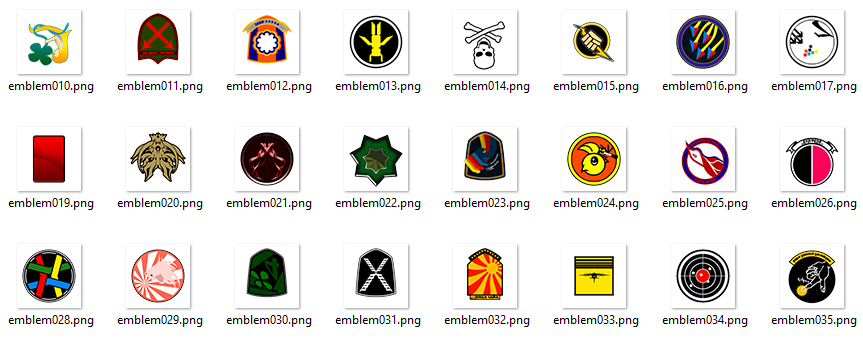 emblem010.png emblem011.png emblem012.png emblem013.png emblem014.png emblem015.png emblem016.png emblem017.png
emblem019.png emblem020.png emblem021.png emblem022.png emblem023.png emblem024.png emblem025.png emblem026.png
emblem028.png emblem029.png emblem030.png emblem031.png emblem032.png emblem033.png emblem034.png emblem035.png